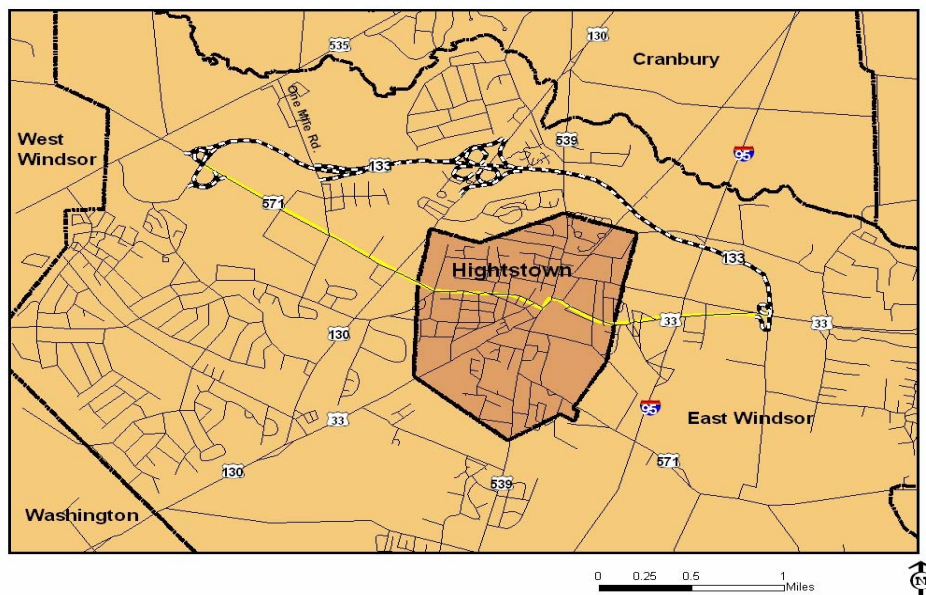 130
535
Cranbury
One Mile Rd.
539
West
Windsor
95
133
571
Hightstown
133
33
33
130
95
33
East Windsor
571
130
539
Washington
0 0.25 0.5 1
Miles
N